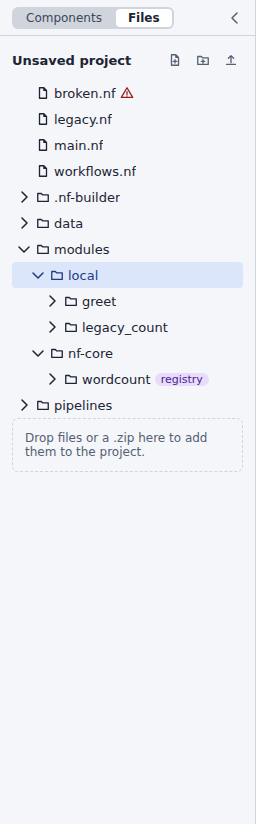 Components Files
Unsaved project
broken.nf
legacy.nf
main.nf
workflows.nf
.nf-builder
data
modules
local
greet
legacy_count
nf-core
wordcount registry
pipelines
Drop files or a .zip here to add
them to the project.